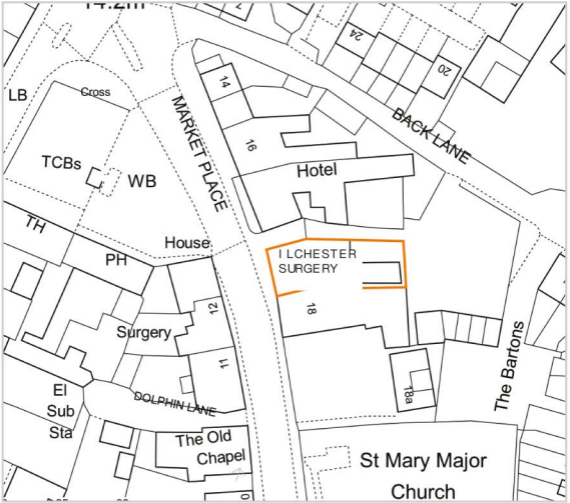 14.2m
7
24
20
14
LB
Cross
MARKET PLACE
BACK LANE
16
TCBs
WB
Hotel
TH
House
PH
I LCHESTER
SURGERY
12
18
Surgery
11
The Bartons
El
Sub
Sta
DOLPHIN LANE
18a
The Old
Chapel
St Mary Major
Church